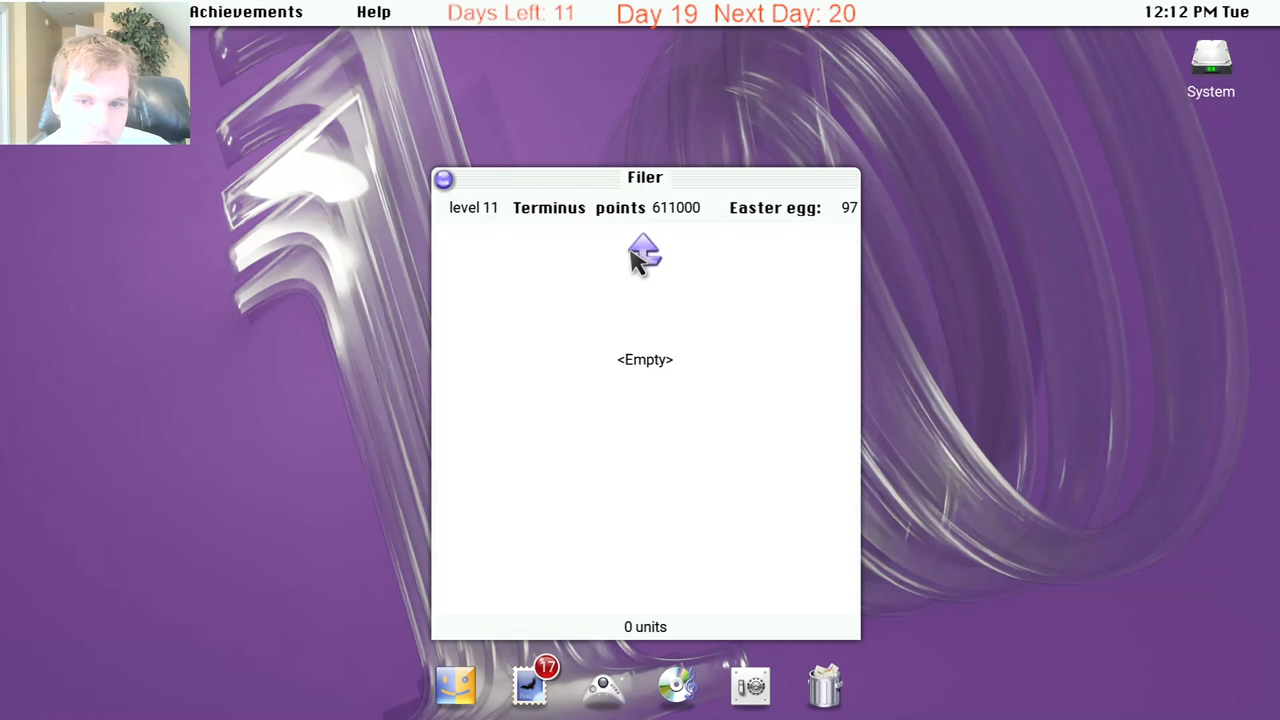 Achievements Help Days Left: 11 Day 19 Next Day: 20 12:12 PM Tue
System
Filer
level 11 Terminus points 611000 Easter egg: 97
<Empty>
0 units
17